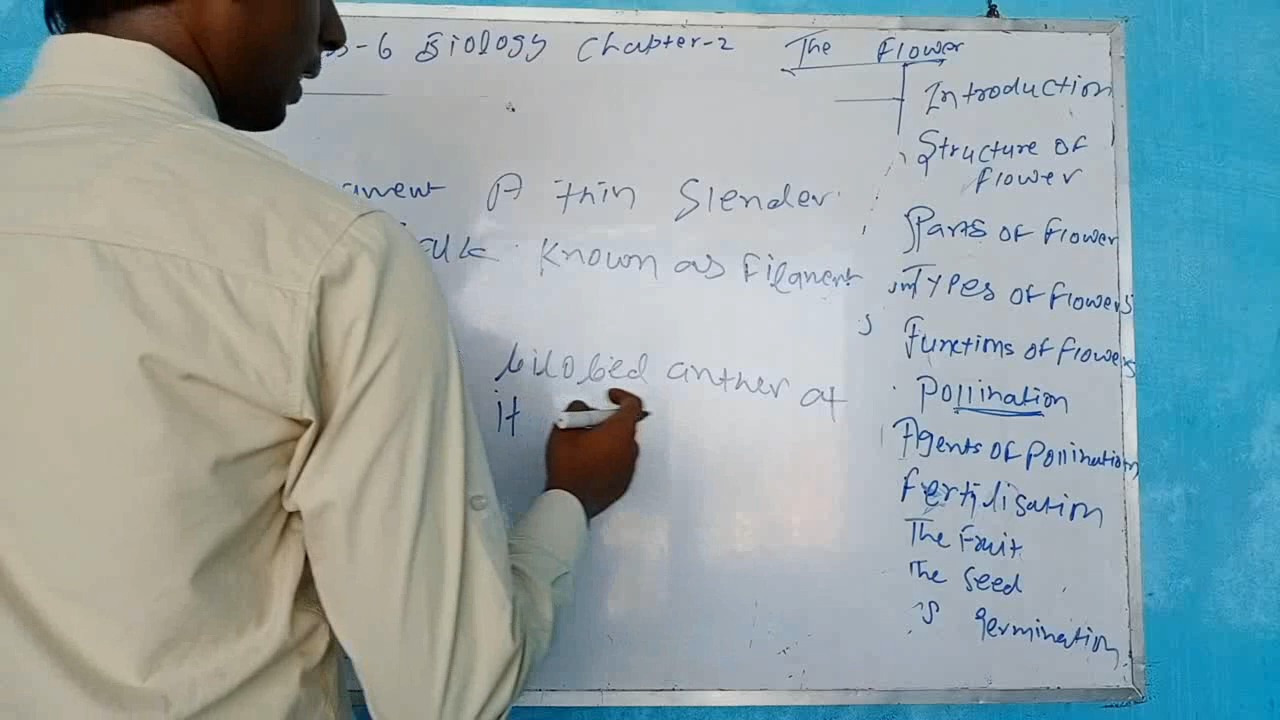 -6 Biology Chapter-2 The Flower
Introduction
Structure of
flower
ament A thin Slender
alk Known as Filament
bilobed anther at
it
Parts of Flower
Types of flowers
Functions of flowers
Pollination
Agents of Pollination
Fertilisation
The Fruit
The Seed
germination